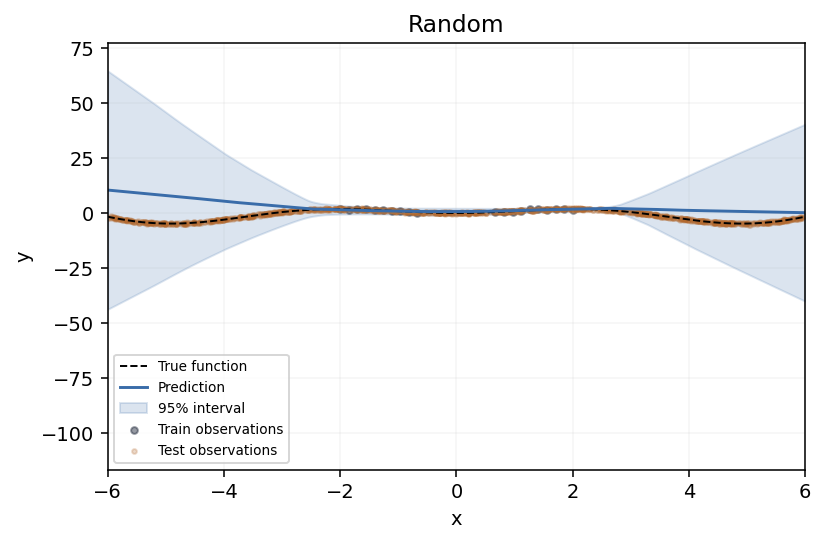 Random
75
50
25
0
−25
−50
−75
−100
y
True function
Prediction
95% interval
Train observations
Test observations
−6
−4
−2
0
2
4
6
x